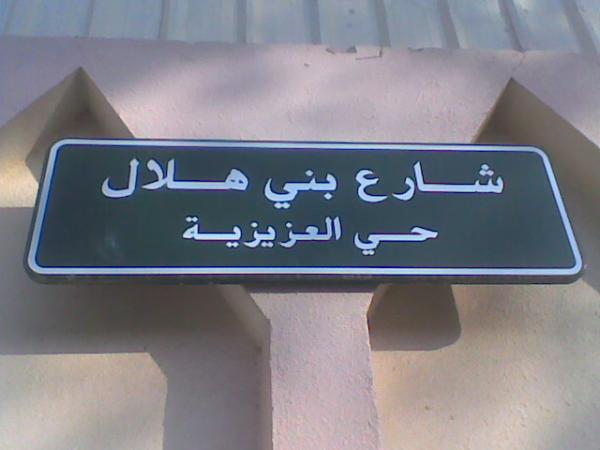 شارع بني هلال
حي العزيزية